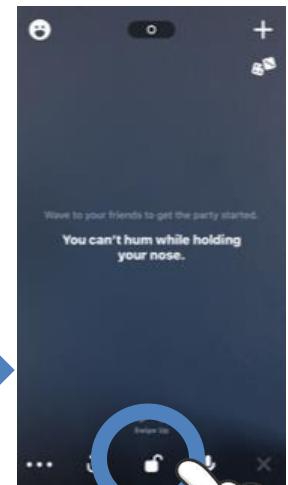 Wave to your friends to get the party started.
You can't hum while holding
your nose.
Swipe Up